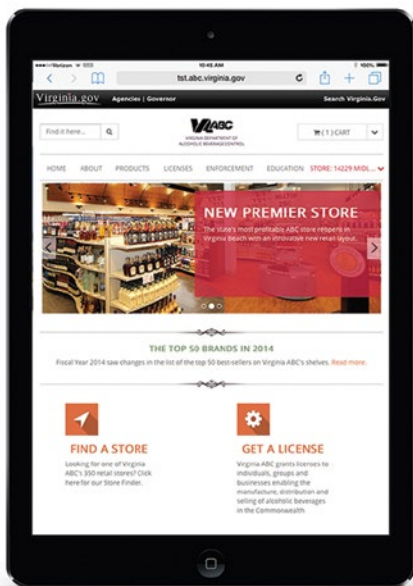 Verizon
10:45 AM
100%
tst.abc.virginia.gov
Virginia.gov Agencies | Governor Search Virginia.Gov
Find it here...
VA ABC
VIRGINIA DEPARTMENT OF
ALCOHOLIC BEVERAGE CONTROL
( 1 ) CART
HOME ABOUT PRODUCTS LICENSES ENFORCEMENT EDUCATION STORE: 14229 MIDL...
NEW PREMIER STORE
The state's most profitable ABC store reopens in
Virginia Beach with an innovative new retail layout.
THE TOP 50 BRANDS IN 2014
Fiscal Year 2014 saw changes in the list of the top 50 best-sellers on Virginia ABC's shelves. Read more.
FIND A STORE
Looking for one of Virginia
ABC's 350 retail stores? Click
here for our Store Finder.
GET A LICENSE
Virginia ABC grants licenses to
individuals, groups and
businesses enabling the
manufacture, distribution and
selling of alcoholic beverages
in the Commonwealth